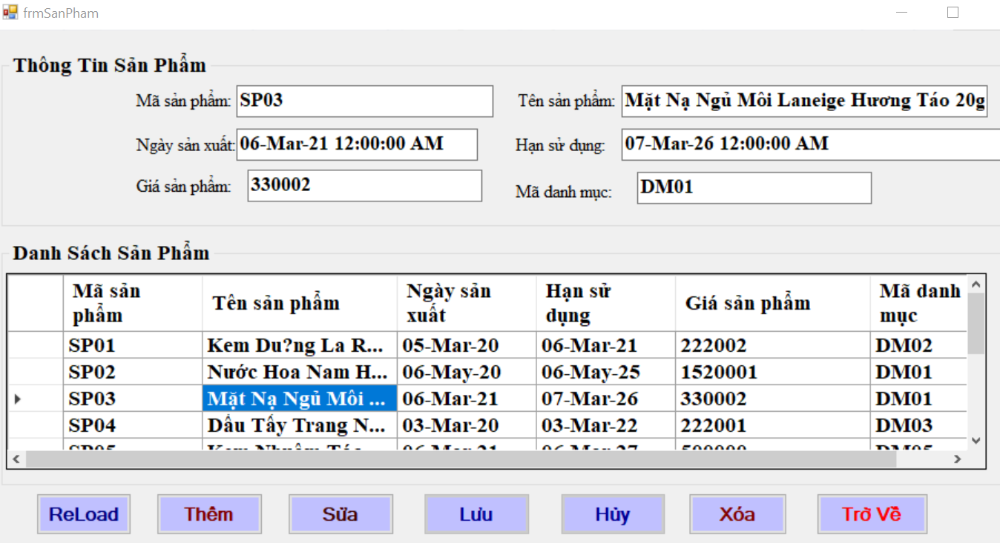 frmSanPham
Thông Tin Sản Phẩm
Mã sản phẩm: SP03 Tên sản phẩm: Mặt Nạ Ngủ Môi Laneige Hương Táo 20g
Ngày sản xuất: 06-Mar-21 12:00:00 AM Hạn sử dụng: 07-Mar-26 12:00:00 AM
Giá sản phẩm: 330002 Mã danh mục: DM01
Danh Sách Sản Phẩm
Mã sản phẩm Tên sản phẩm Ngày sản xuất Hạn sử dụng Giá sản phẩm Mã danh mục
SP01 Kem Du?ng La R... 05-Mar-20 06-Mar-21 222002 DM02
SP02 Nước Hoa Nam H... 06-May-20 06-May-25 1520001 DM01
SP03 Mặt Nạ Ngủ Môi ... 06-Mar-21 07-Mar-26 330002 DM01
SP04 Dầu Tẩy Trang N... 03-Mar-20 03-Mar-22 222001 DM03
ReLoad Thêm Sửa Lưu Hủy Xóa Trở Về